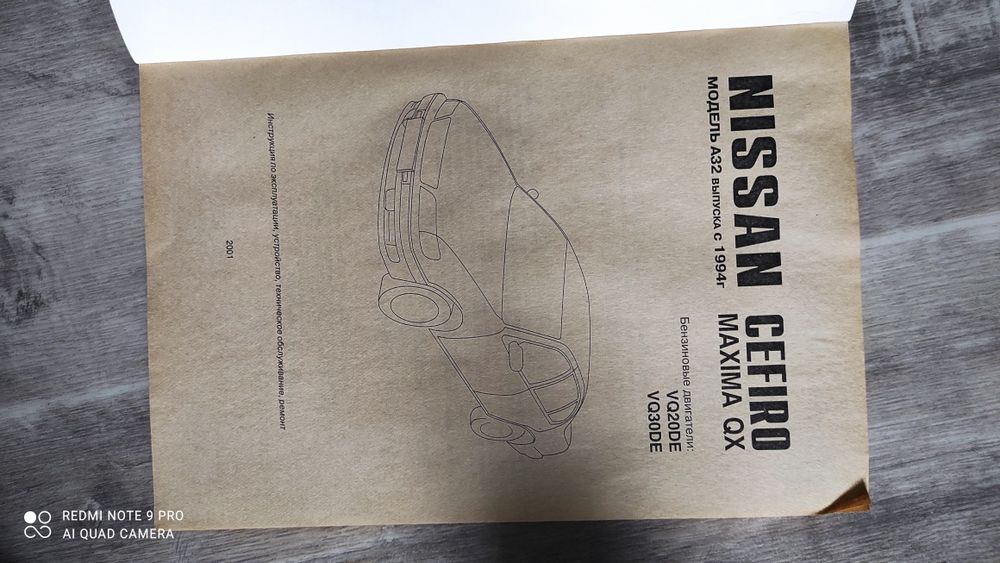 NISSAN CEFIRO
МОДЕЛЬ А32 выпуска с 1994г MAXIMA QX
Бензиновые двигатели:
VQ20DE
VQ30DE
Инструкция по эксплуатации, устройство, техническое обслуживание, ремонт
2001
REDMI NOTE 9 PRO
AI QUAD CAMERA